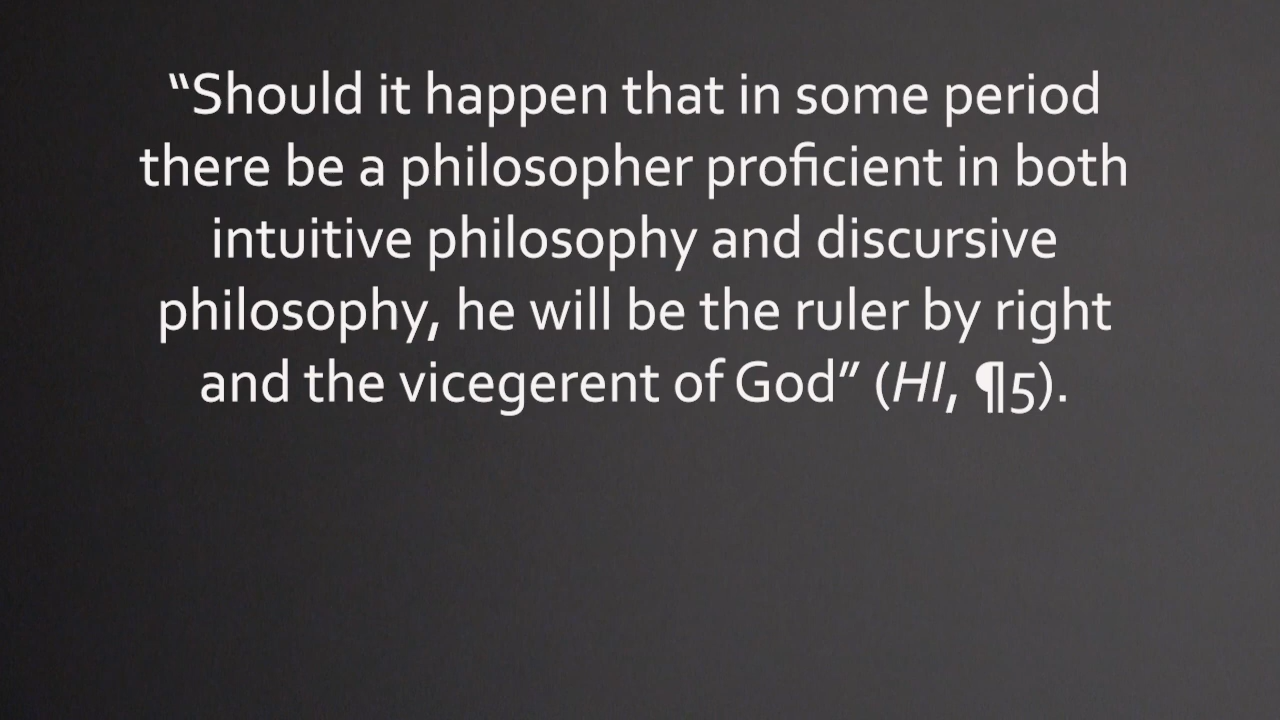 “Should it happen that in some period
there be a philosopher proficient in both
intuitive philosophy and discursive
philosophy, he will be the ruler by right
and the vicegerent of God” (HI, ¶5).